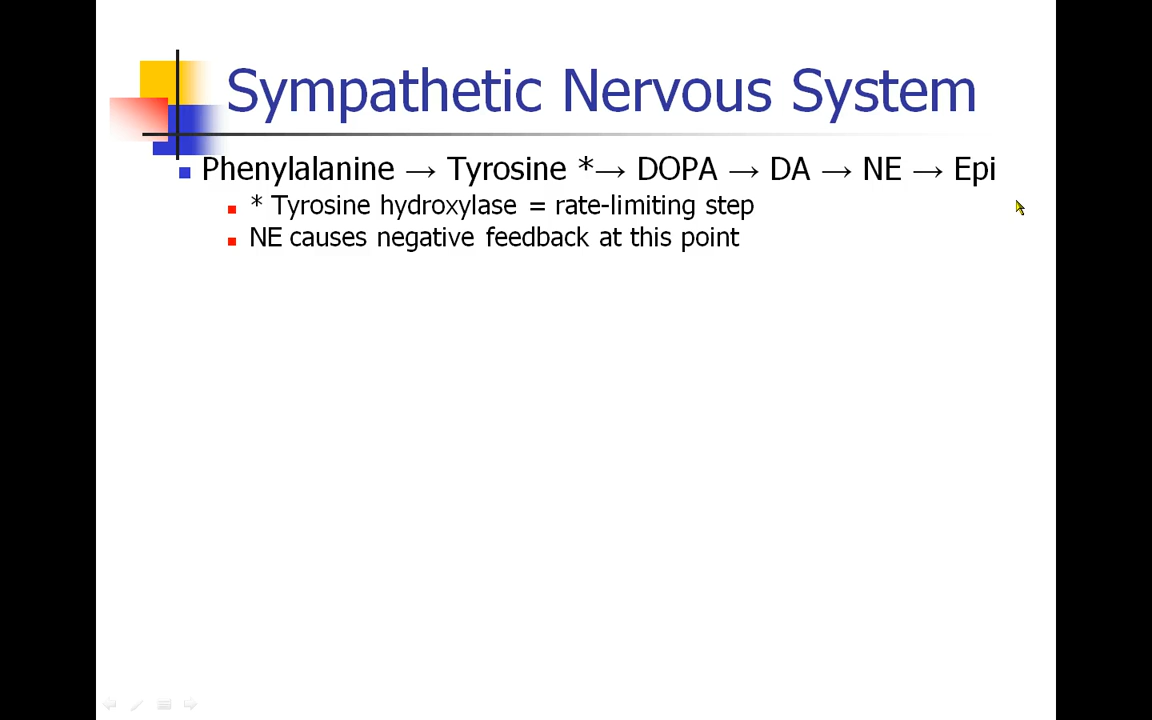 Sympathetic Nervous System
Phenylalanine → Tyrosine *→ DOPA → DA → NE → Epi
* Tyrosine hydroxylase = rate-limiting step
NE causes negative feedback at this point